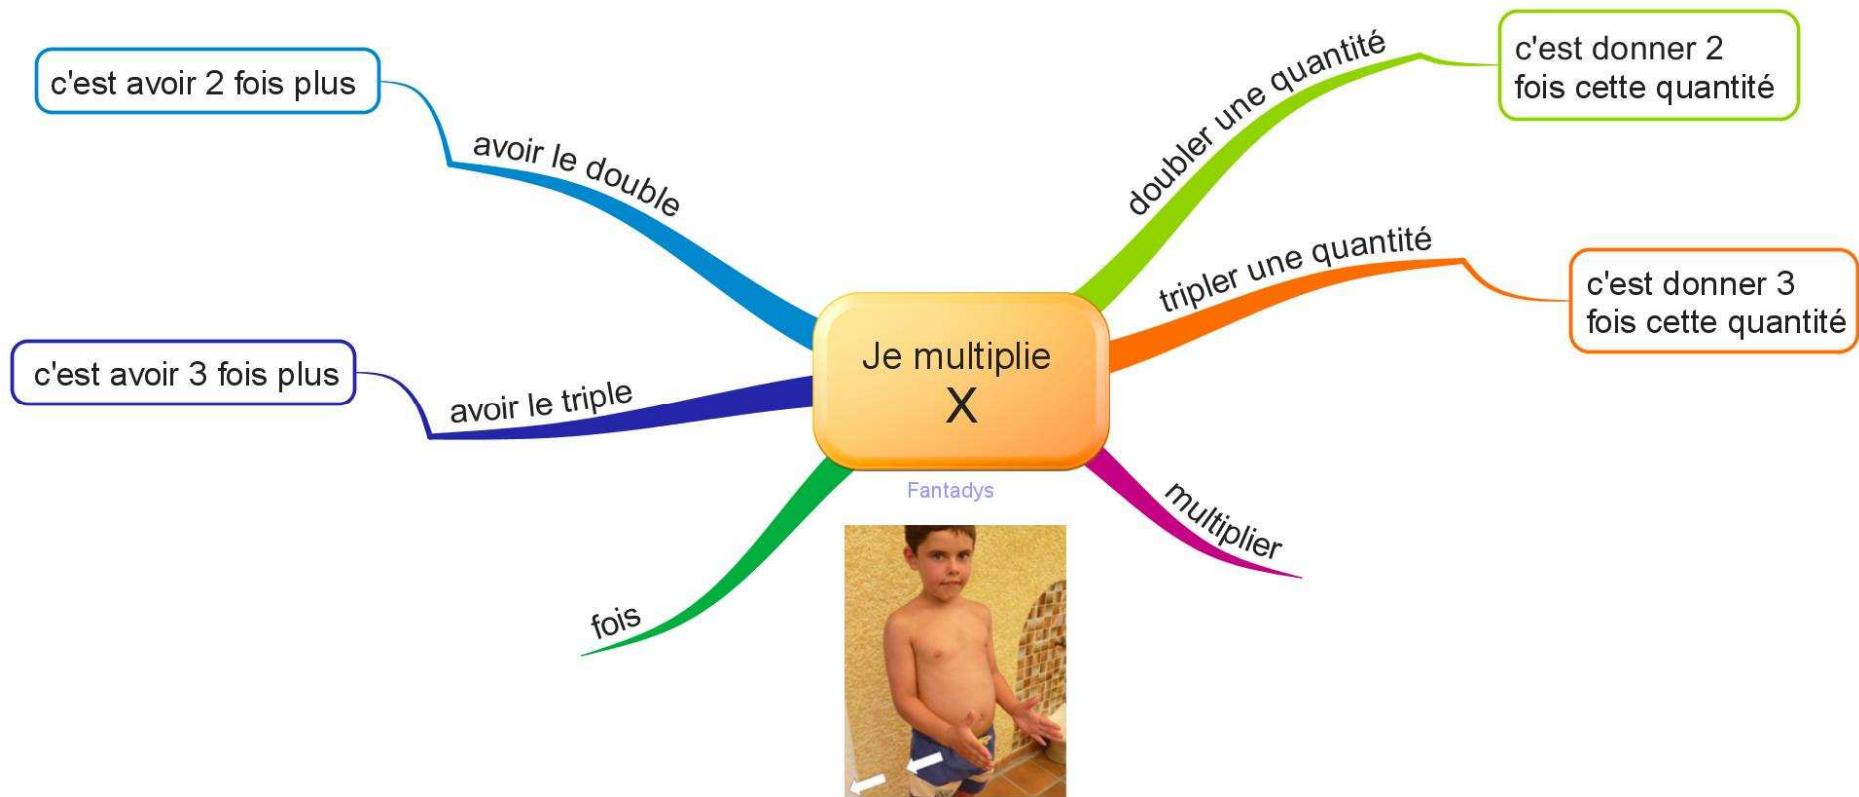 c'est avoir 2 fois plus
avoir le double
c'est avoir 3 fois plus
avoir le triple
fois
Je multiplie
X
Fantadys
doubler une quantité
c'est donner 2
fois cette quantité
tripler une quantité
c'est donner 3
fois cette quantité
multiplier